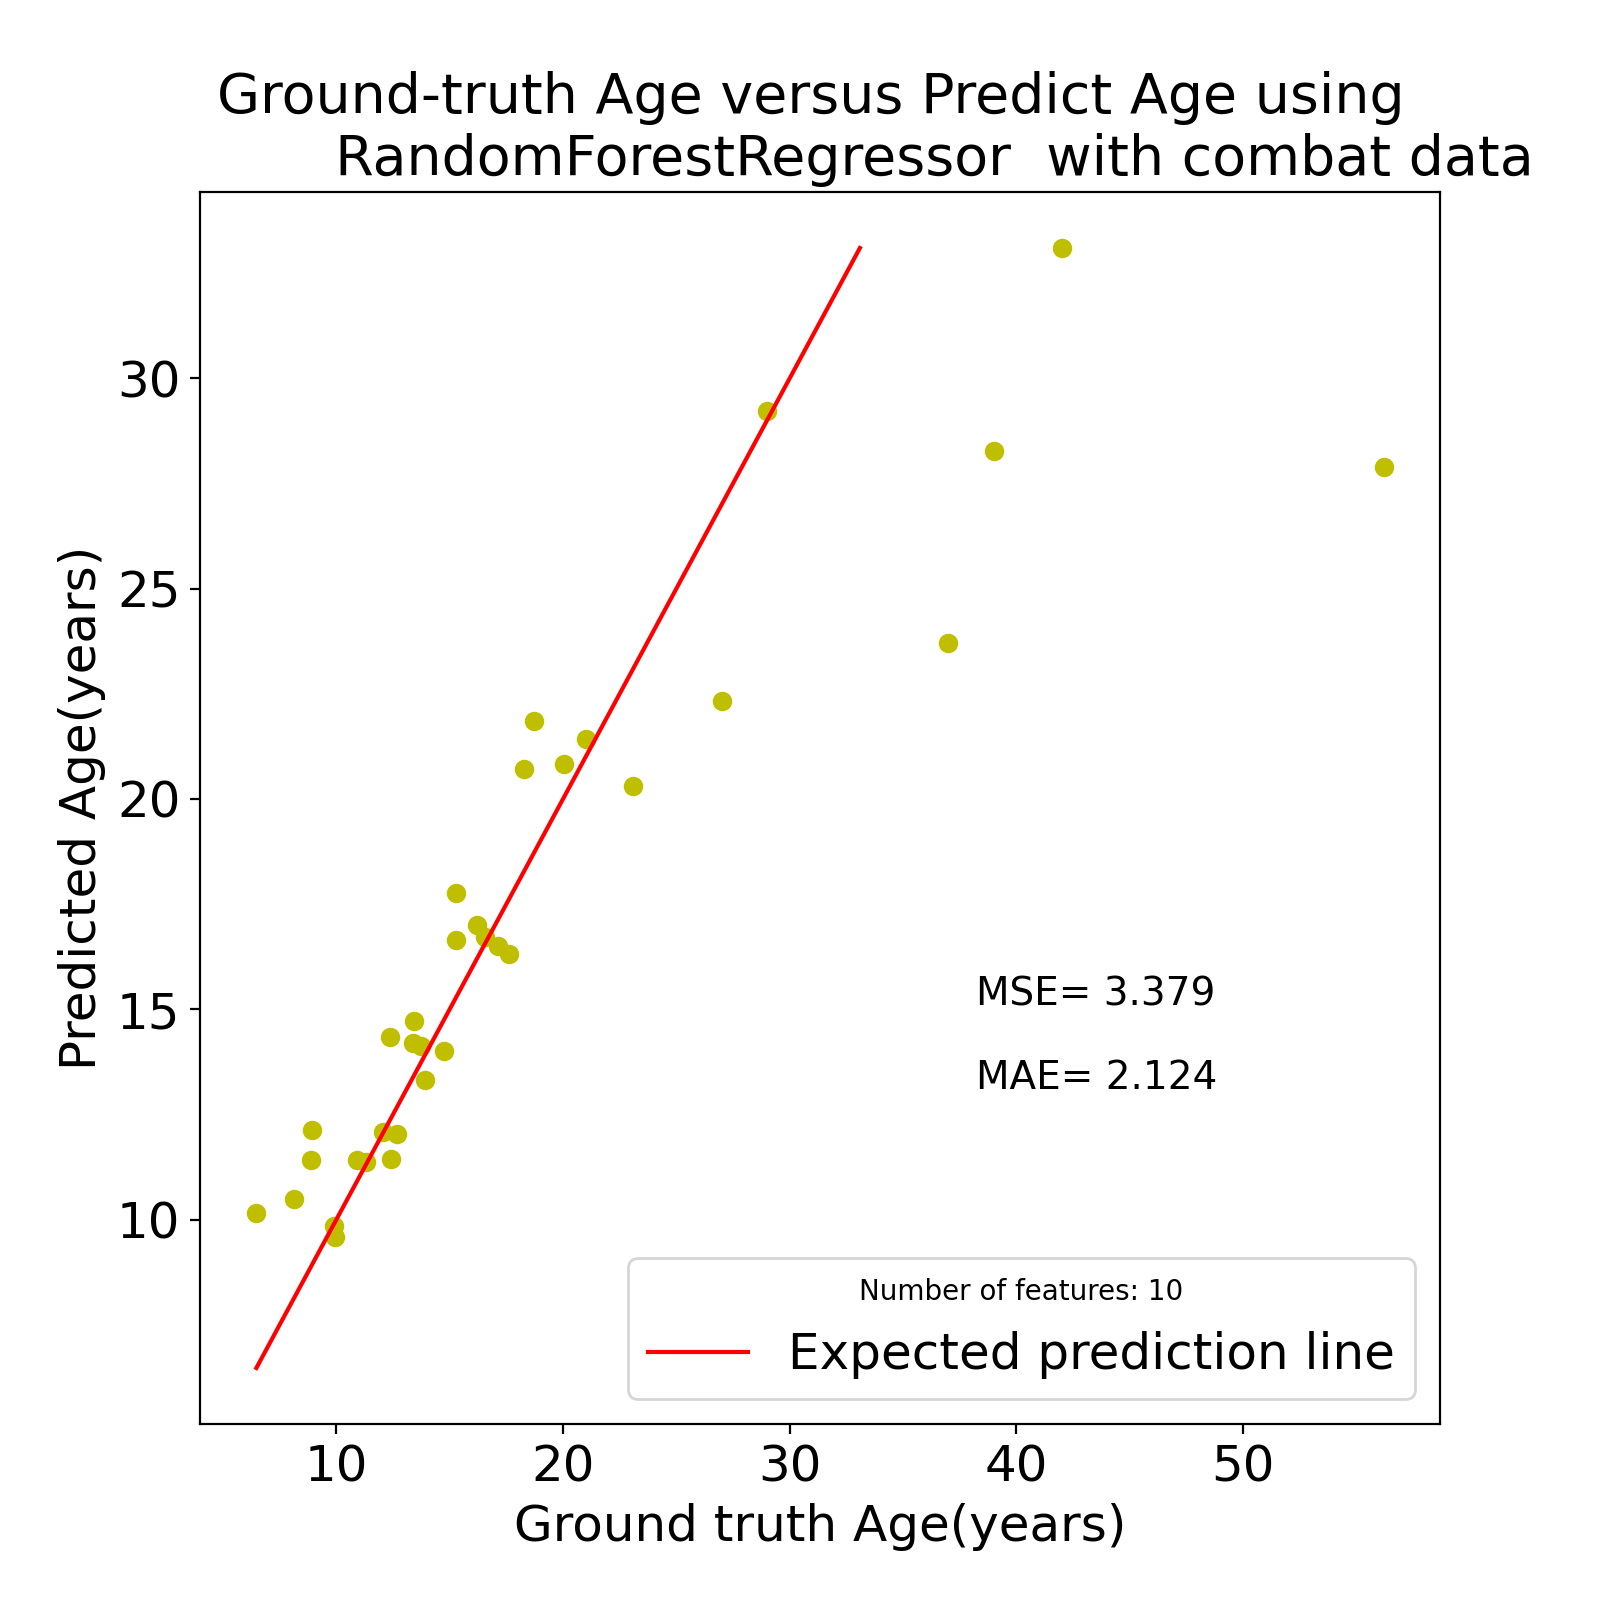 Ground-truth Age versus Predict Age using
RandomForestRegressor  with combat data
Predicted Age(years)
30
25
20
15
10
MSE= 3.379
MAE= 2.124
Number of features: 10
Expected prediction line
10 20 30 40 50
Ground truth Age(years)